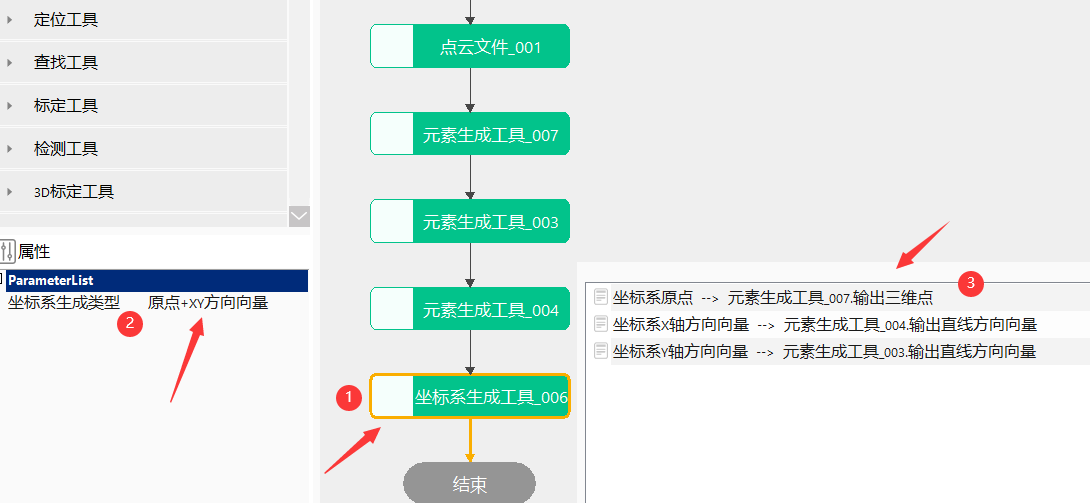 定位工具
查找工具
标定工具
检测工具
3D标定工具
属性
ParameterList
坐标系生成类型 原点+XY方向向量
2
点云文件_001
元素生成工具_007
元素生成工具_003
元素生成工具_004
1
坐标系生成工具_006
结束
3
坐标系原点 --> 元素生成工具_007.输出三维点
坐标系X轴方向向量 --> 元素生成工具_004.输出直线方向向量
坐标系Y轴方向向量 --> 元素生成工具_003.输出直线方向向量